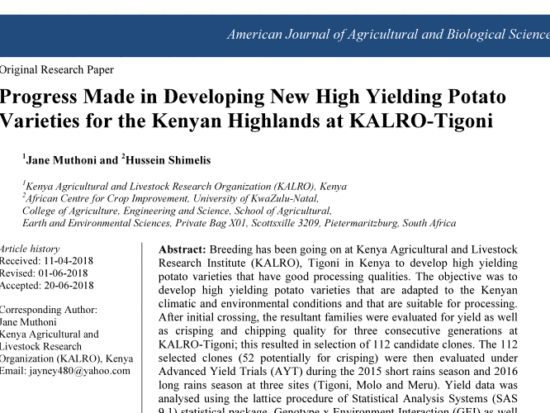 American Journal of Agricultural and Biological Science
Original Research Paper
Progress Made in Developing New High Yielding Potato
Varieties for the Kenyan Highlands at KALRO-Tigoni
1Jane Muthoni and 2Hussein Shimelis
1Kenya Agricultural and Livestock Research Organization (KALRO), Kenya
2African Centre for Crop Improvement, University of KwaZulu-Natal,
College of Agriculture, Engineering and Science, School of Agricultural,
Earth and Environmental Sciences, Private Bag X01, Scottsville 3209, Pietermaritzburg, South Africa
Article history
Received: 11-04-2018
Revised: 01-06-2018
Accepted: 20-06-2018
Corresponding Author:
Jane Muthoni
Kenya Agricultural and
Livestock Research
Organization (KALRO), Kenya
Email: jayney480@yahoo.com
Abstract: Breeding has been going on at Kenya Agricultural and Livestock
Research Institute (KALRO), Tigoni in Kenya to develop high yielding
potato varieties that have good processing qualities. The objective was to
develop high yielding potato varieties that are adapted to the Kenyan
climatic and environmental conditions and that are suitable for processing.
After initial crossing, the resultant families were evaluated for yield as well
as crisping and chipping quality for three consecutive generations at
KALRO-Tigoni; this resulted in selection of 112 candidate clones. The 112
selected clones (52 potentially for crisping) were then evaluated under
Advanced Yield Trials (AYT) during the 2015 short rains season and 2016
long rains season at three sites (Tigoni, Molo and Meru). Yield data was
analysed using the lattice procedure of Statistical Analysis Systems (SAS
9.1) statistical package. Genotype x Environment Interaction (GEI) as well